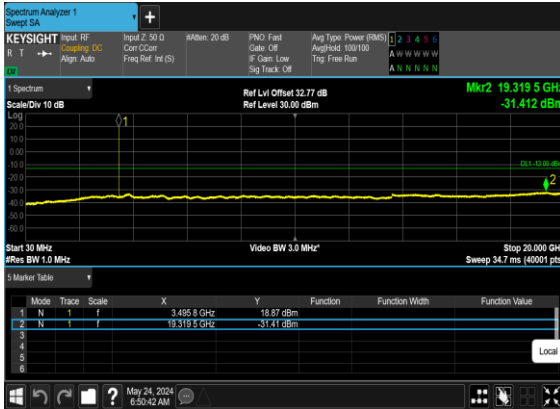 Spectrum Analyzer 1
Swept SA
+
KEYSIGHT
R T
LV
Input: RF
Coupling: DC
Align: Auto
Input Z: 50 Ω
Corr CCorr
Freq Ref: Int (S)
#Atten: 20 dB
PNO: Fast
Gate: Off
IF Gain: Low
Sig Track: Off
Avg Type: Power (RMS)
Avg|Hold: 100/100
Trig: Free Run
1 2 3 4 5 6
A W W W W W
A N N N N N
1 Spectrum
Scale/Div 10 dB
Ref Lvl Offset 32.77 dB
Ref Level 30.00 dBm
Mkr2 19.319 5 GHz
-31.412 dBm
Log
20.0
10.0
0.00
-10.0
-20.0
-30.0
-40.0
-50.0
-60.0
1
DL1 -13.00 dBm
2
Start 30 MHz
#Res BW 1.0 MHz
Video BW 3.0 MHz*
Stop 20.000 GHz
Sweep 34.7 ms (40001 pts)
5 Marker Table
Mode Trace Scale X Y Function Function Width Function Value
1 N 1 f 3.495 8 GHz 18.87 dBm
2 N 1 f 19.319 5 GHz -31.41 dBm
3
4
5
6
Local
?
May 24, 2024
6:50:42 AM